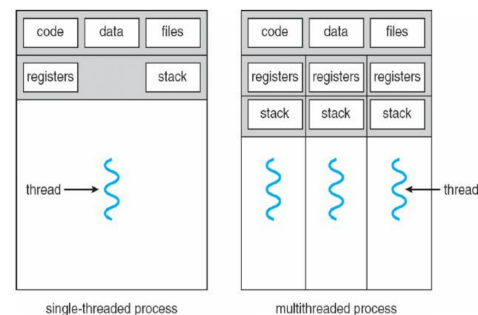 code data files
registers stack
thread
single-threaded process
code data files
registers registers registers
stack stack stack
thread
multithreaded process